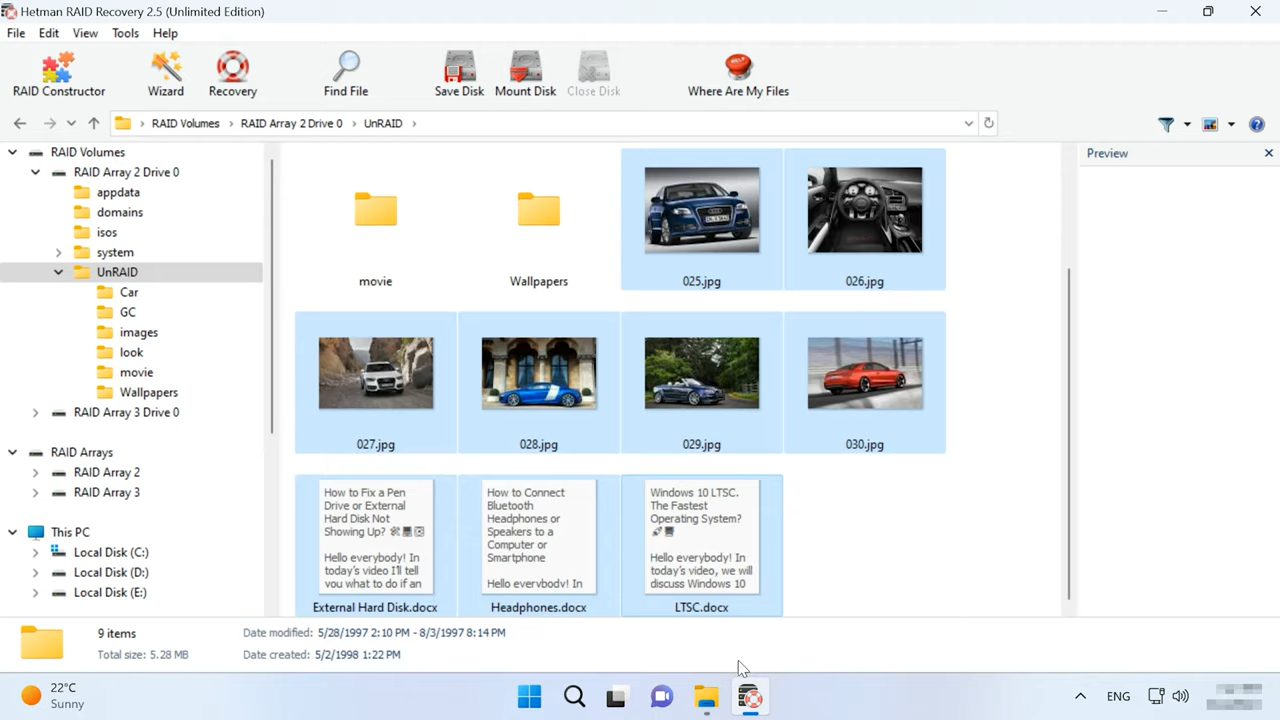 Hetman RAID Recovery 2.5 (Unlimited Edition)
File Edit View Tools Help
RAID Constructor Wizard Recovery Find File Save Disk Mount Disk Close Disk Where Are My Files
RAID Volumes > RAID Array 2 Drive 0 > UnRAID >
RAID Volumes
RAID Array 2 Drive 0
appdata
domains
isos
system
UnRAID
Car
GC
images
look
movie
Wallpapers
RAID Array 3 Drive 0
RAID Arrays
RAID Array 2
RAID Array 3
This PC
Local Disk (C:)
Local Disk (D:)
Local Disk (E:)
movie Wallpapers 025.jpg 026.jpg
027.jpg 028.jpg 029.jpg 030.jpg
How to Fix a Pen
Drive or External
Hard Disk Not
Showing Up?
Hello everybody! In
today's video I'll tell
you what to do if an
External Hard Disk.docx
How to Connect
Bluetooth
Headphones or
Speakers to a
Computer or
Smartphone
Hello everybody! In
Headphones.docx
Windows 10 LTSC.
The Fastest
Operating System?
Hello everybody! In
today's video, we will
discuss Windows 10
LTSC.docx
Preview
9 items Date modified: 5/28/1997 2:10 PM - 8/3/1997 8:14 PM
Total size: 5.28 MB Date created: 5/2/1998 1:22 PM
22°C
Sunny
ENG